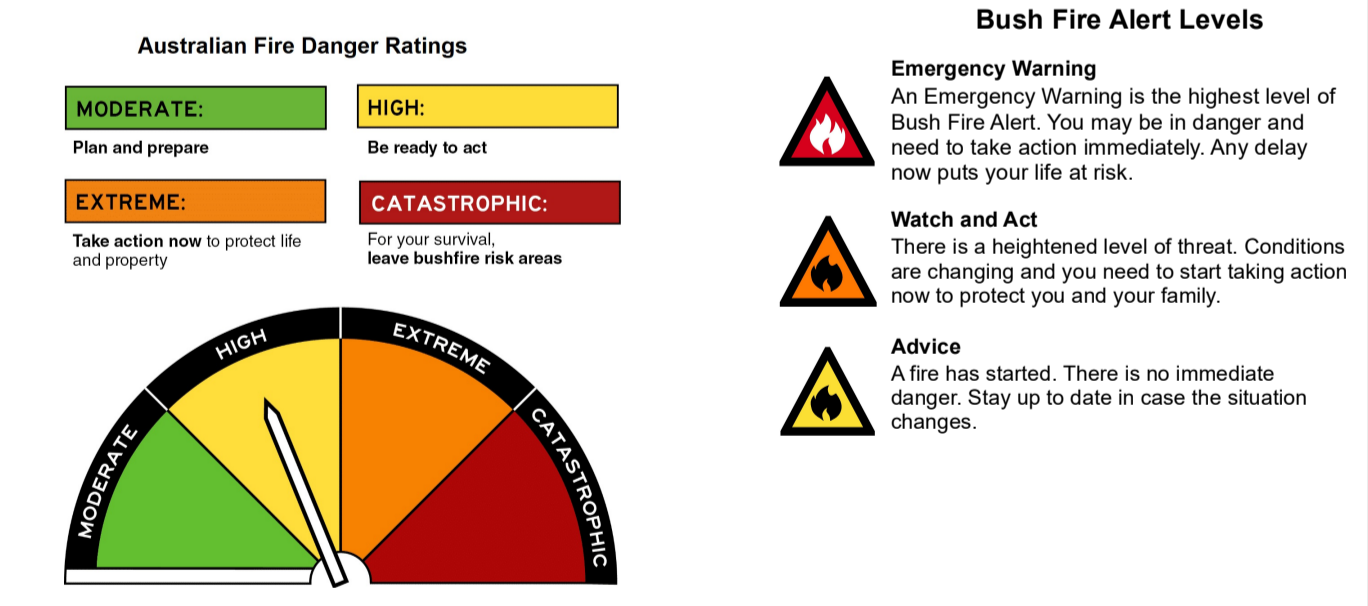 Australian Fire Danger Ratings
MODERATE:
Plan and prepare
HIGH:
Be ready to act
EXTREME:
Take action now to protect life
and property
CATASTROPHIC:
For your survival,
leave bushfire risk areas
MODERATE
HIGH
EXTREME
CATASTROPHIC
Bush Fire Alert Levels
Emergency Warning
An Emergency Warning is the highest level of
Bush Fire Alert. You may be in danger and
need to take action immediately. Any delay
now puts your life at risk.
Watch and Act
There is a heightened level of threat. Conditions
are changing and you need to start taking action
now to protect you and your family.
Advice
A fire has started. There is no immediate
danger. Stay up to date in case the situation
changes.